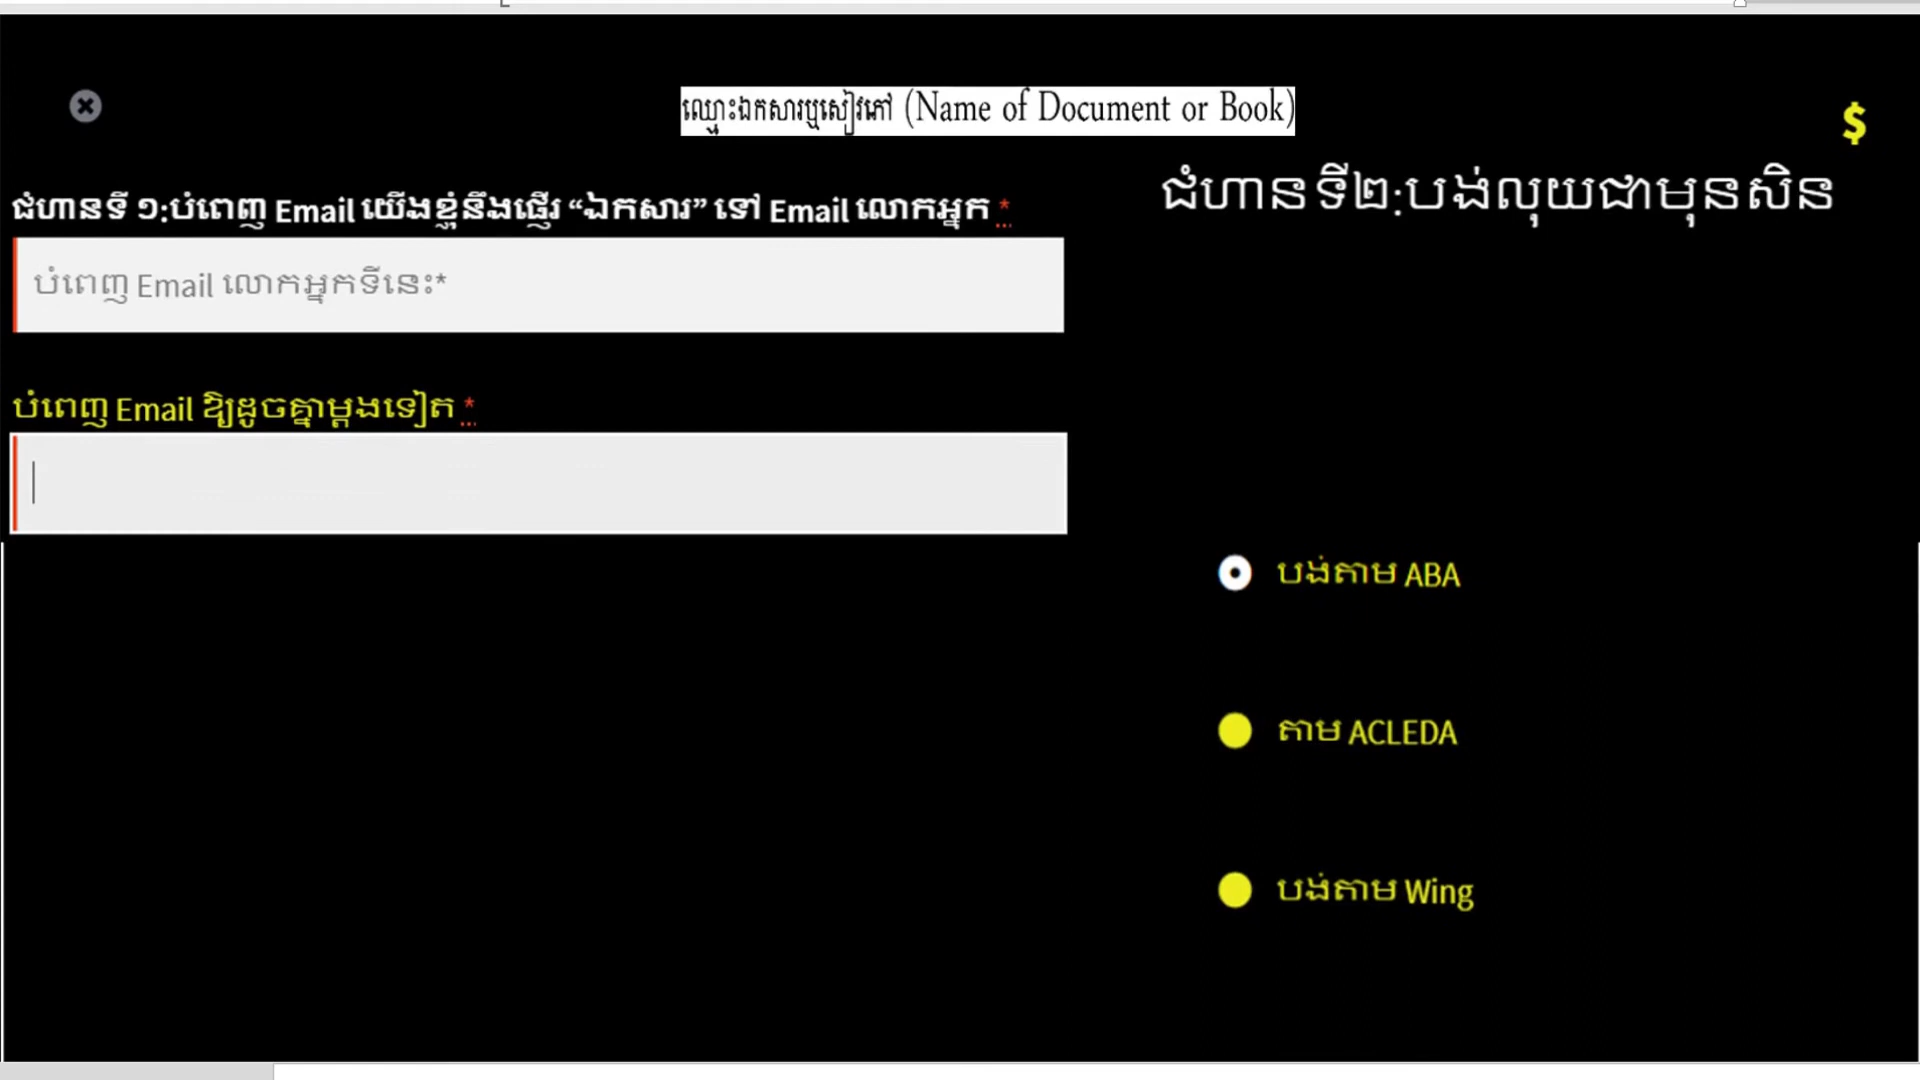 ឈ្មោះឯកសារឬសៀវភៅ (Name of Document or Book)
$
ជំហានទី ១:បំពេញ Email យើងខ្ញុំនឹងផ្ញើរ “ឯកសារ” ទៅ Email លោកអ្នក *
បំពេញ Email លោកអ្នកទីនេះ*
បំពេញ Email ឱ្យដូចគ្នាម្តងទៀត *
ជំហានទី២:បង់លុយជាមុនសិន
បង់តាម ABA
តាម ACLEDA
បង់តាម Wing